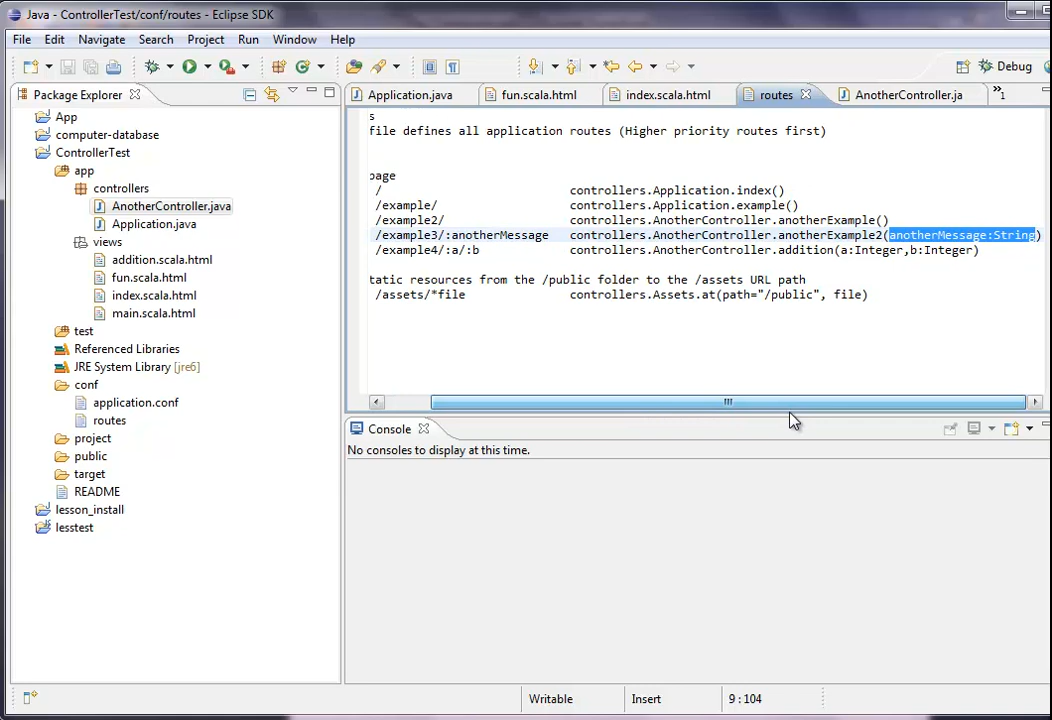 Java - ControllerTest/conf/routes - Eclipse SDK
File Edit Navigate Search Project Run Window Help
Debug
Package Explorer
App
computer-database
ControllerTest
app
controllers
AnotherController.java
Application.java
views
addition.scala.html
fun.scala.html
index.scala.html
main.scala.html
test
Referenced Libraries
JRE System Library [jre6]
conf
application.conf
routes
project
public
target
README
lesson_install
lesstest
Application.java fun.scala.html index.scala.html routes AnotherController.ja »1
s
file defines all application routes (Higher priority routes first)
page
/ controllers.Application.index()
/example/ controllers.Application.example()
/example2/ controllers.AnotherController.anotherExample()
/example3/:anotherMessage controllers.AnotherController.anotherExample2(anotherMessage:String)
/example4/:a/:b controllers.AnotherController.addition(a:Integer,b:Integer)
tatic resources from the /public folder to the /assets URL path
/assets/*file controllers.Assets.at(path="/public", file)
Console
No consoles to display at this time.
Writable Insert 9 : 104